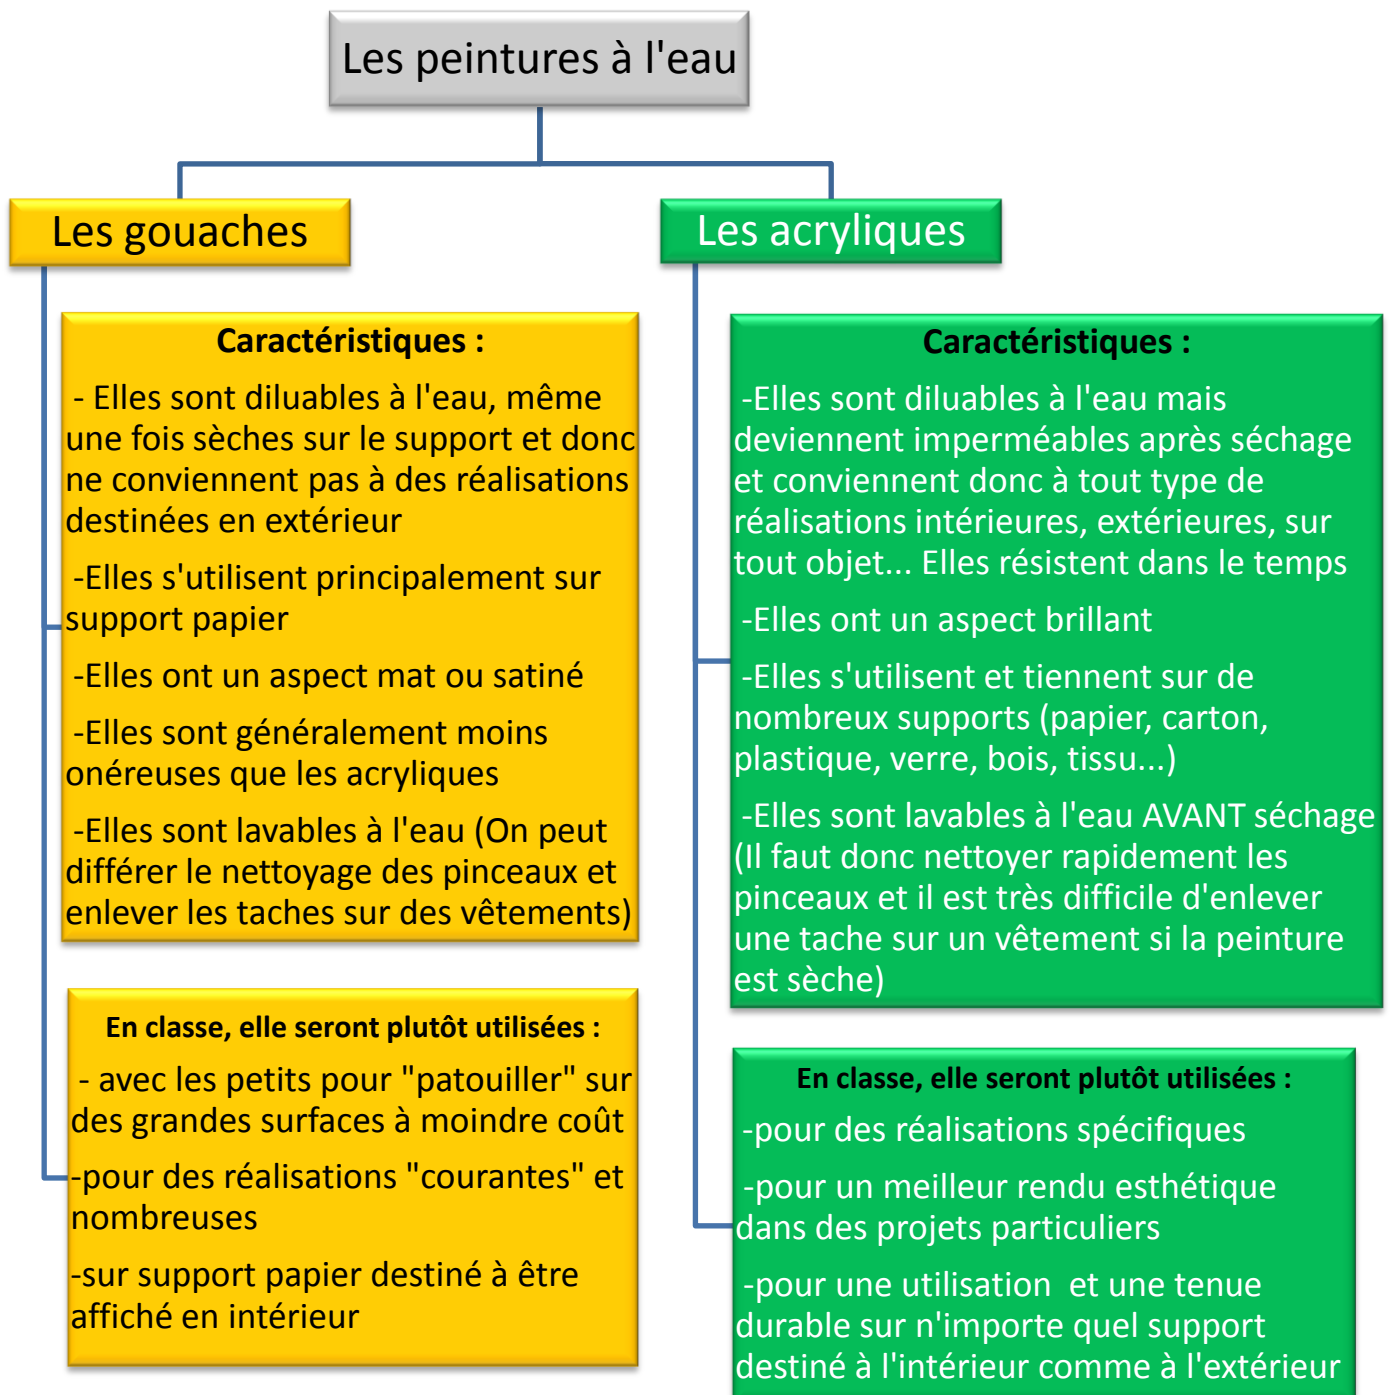 Les peintures à l'eau
Les gouaches
Caractéristiques :
- Elles sont diluables à l'eau, même
une fois sèches sur le support et donc
ne conviennent pas à des réalisations
destinées en extérieur
-Elles s'utilisent principalement sur
support papier
-Elles ont un aspect mat ou satiné
-Elles sont généralement moins
onéreuses que les acryliques
-Elles sont lavables à l'eau (On peut
différer le nettoyage des pinceaux et
enlever les taches sur des vêtements)
En classe, elle seront plutôt utilisées :
- avec les petits pour "patouiller" sur
des grandes surfaces à moindre coût
-pour des réalisations "courantes" et
nombreuses
-sur support papier destiné à être
affiché en intérieur
Les acryliques
Caractéristiques :
-Elles sont diluables à l'eau mais
deviennent imperméables après séchage
et conviennent donc à tout type de
réalisations intérieures, extérieures, sur
tout objet... Elles résistent dans le temps
-Elles ont un aspect brillant
-Elles s'utilisent et tiennent sur de
nombreux supports (papier, carton,
plastique, verre, bois, tissu...)
-Elles sont lavables à l'eau AVANT séchage
(Il faut donc nettoyer rapidement les
pinceaux et il est très difficile d'enlever
une tache sur un vêtement si la peinture
est sèche)
En classe, elle seront plutôt utilisées :
-pour des réalisations spécifiques
-pour un meilleur rendu esthétique
dans des projets particuliers
-pour une utilisation  et une tenue
durable sur n'importe quel support
destiné à l'intérieur comme à l'extérieur